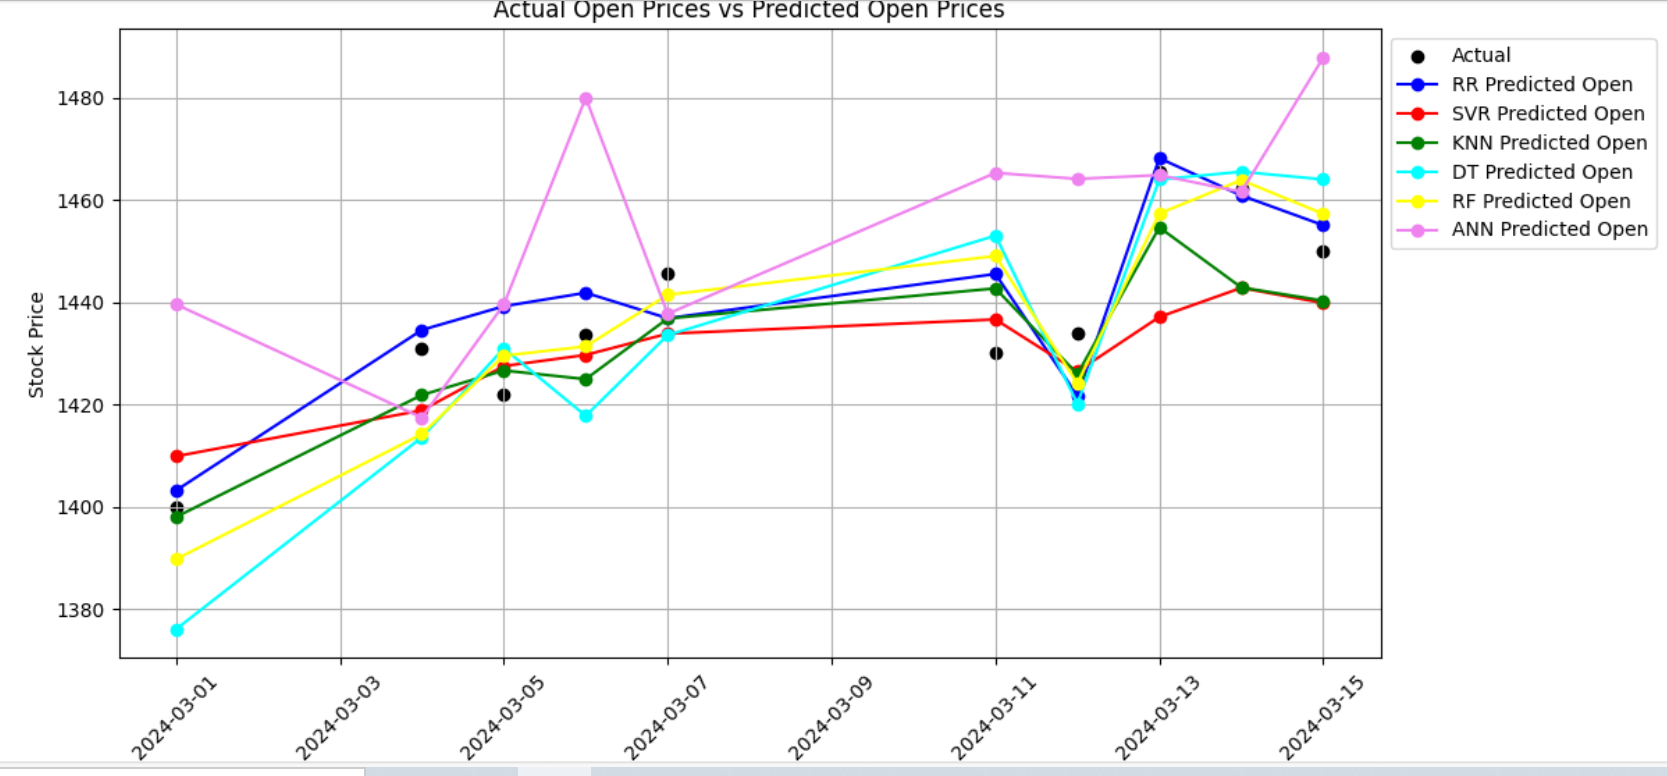 Actual Open Prices vs Predicted Open Prices
Actual
RR Predicted Open
SVR Predicted Open
KNN Predicted Open
DT Predicted Open
RF Predicted Open
ANN Predicted Open
1480
1460
1440
1420
1400
1380
Stock Price
2024-03-01
2024-03-03
2024-03-05
2024-03-07
2024-03-09
2024-03-11
2024-03-13
2024-03-15